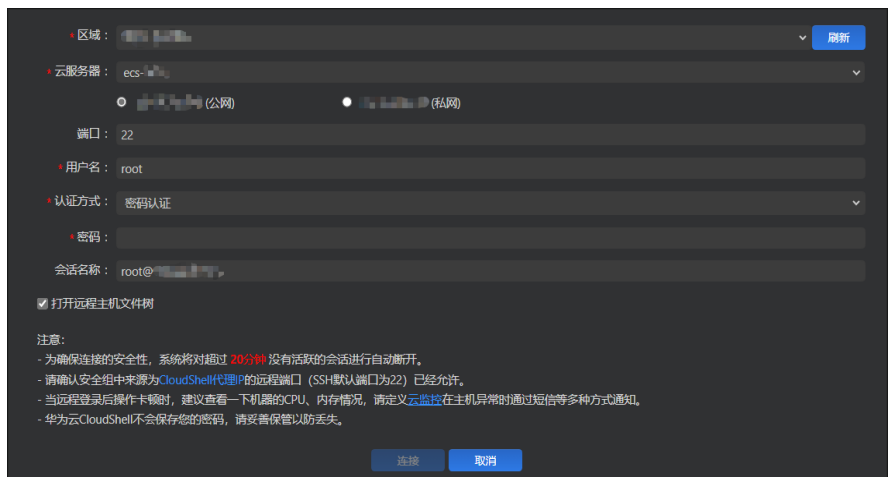 * 区域： 刷新
* 云服务器： ecs-
(公网) (私网)
端口： 22
* 用户名： root
* 认证方式： 密码认证
* 密码：
会话名称： root@
打开远程主机文件树
注意:
- 为确保连接的安全性，系统将对超过 20分钟 没有活跃的会话进行自动断开。
- 请确认安全组中来源为CloudShell代理IP的远程端口（SSH默认端口为22）已经允许。
- 当远程登录后操作卡顿时，建议查看一下机器的CPU、内存情况，请定义云监控在主机异常时通过短信等多种方式通知。
- 华为云CloudShell不会保存您的密码，请妥善保管以防丢失。
连接 取消